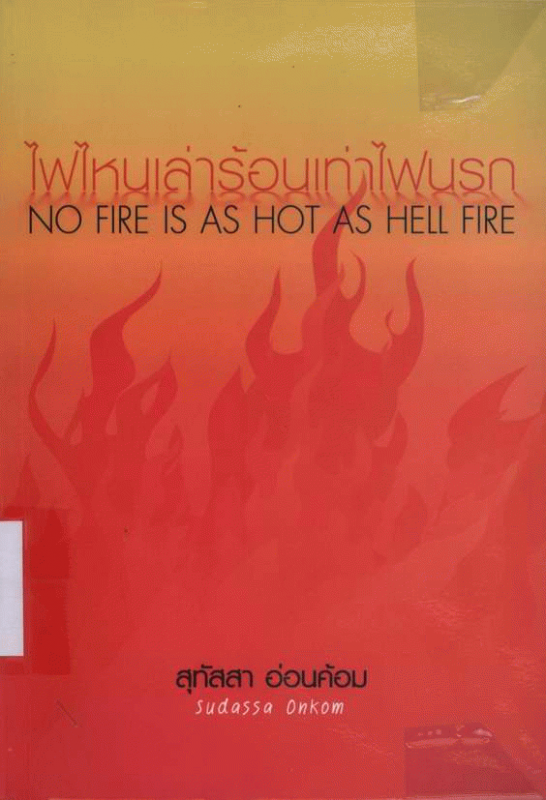 ไฟไหนเล่าร้อนเท่าไฟนรก
NO FIRE IS AS HOT AS HELL FIRE
สุทัสสา อ่อนค้อม
Sudassa Onkom